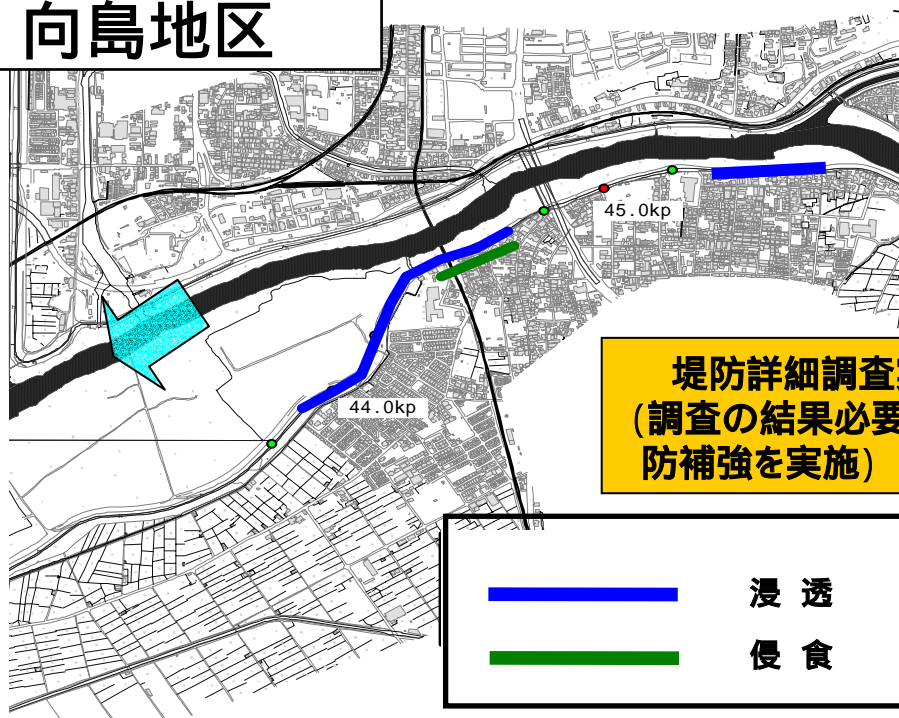 向島地区
45.0kp
44.0kp
堤防詳細調査
(調査の結果必要
防補強を実施)
浸 透
侵 食